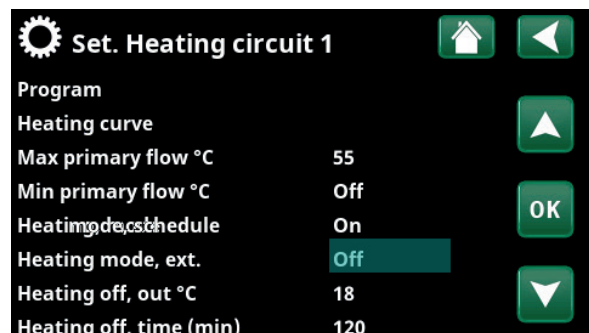 Set. Heating circuit 1
Program
Heating curve
Max primary flow °C 55
Min primary flow °C Off
schedule On
Heating mode, ext. Off
OK
Heating off, out °C 18
Heating off, time (min) 120